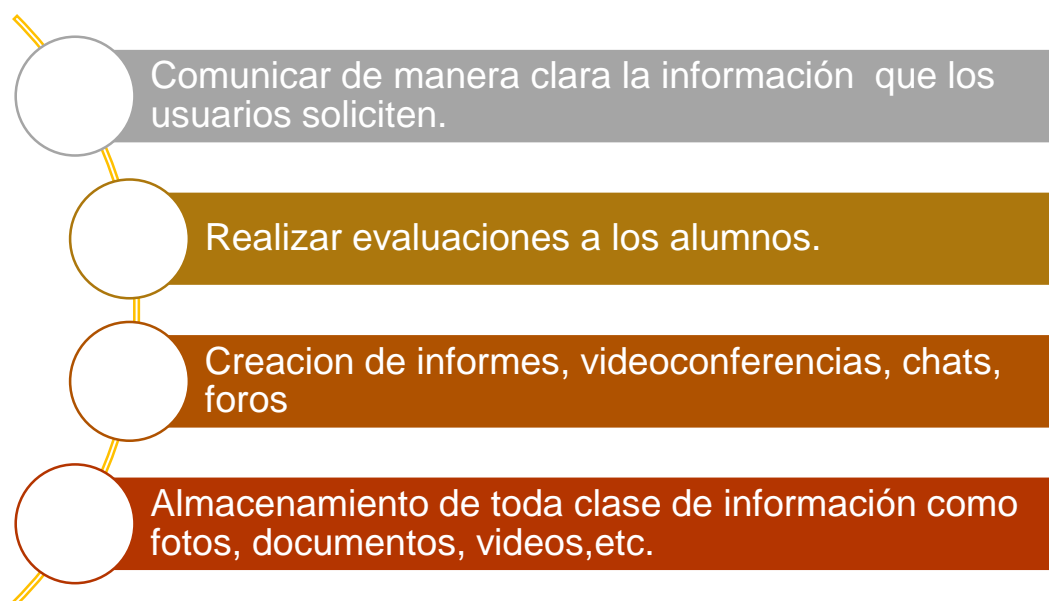 Comunicar de manera clara la información  que los
usuarios soliciten.
Realizar evaluaciones a los alumnos.
Creacion de informes, videoconferencias, chats,
foros
Almacenamiento de toda clase de información como
fotos, documentos, videos,etc.